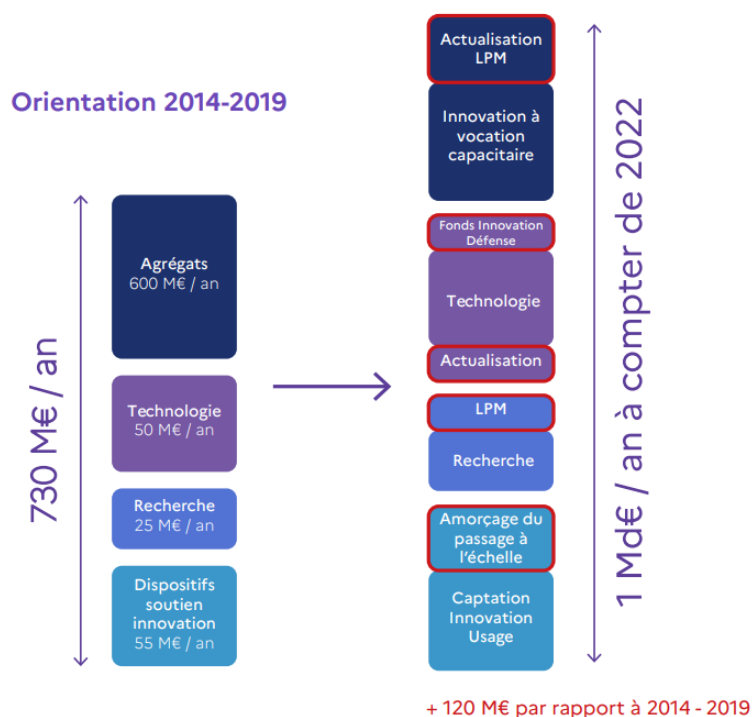 Orientation 2014-2019
730 M€ / an
Agrégats
600 M€ / an
Technologie
50 M€ / an
Recherche
25 M€ / an
Dispositifs
soutien
innovation
55 M€ / an
Actualisation
LPM
Innovation à
vocation
capacitaire
Fonds Innovation
Défense
Technologie
Actualisation
LPM
Recherche
Amorçage du
passage à
l'échelle
Captation
Innovation
Usage
1 Md€ / an à compter de 2022
+ 120 M€ par rapport à 2014 - 2019